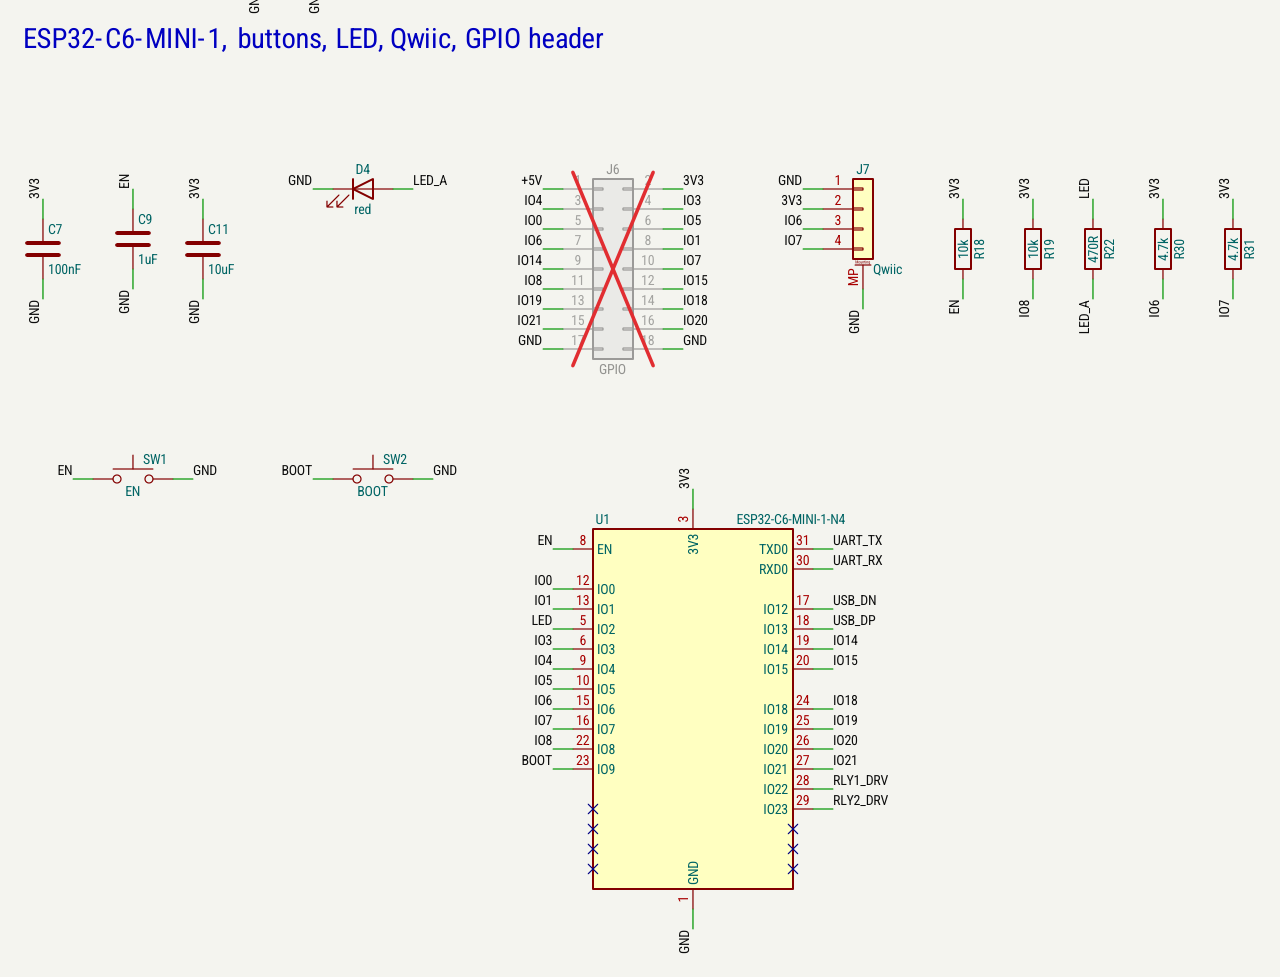 GND GND
ESP32-C6-MINI-1, buttons, LED, Qwiic, GPIO header
3V3
C7
100nF
GND
EN
C9
1uF
GND
3V3
C11
10uF
GND
D4
GND LED_A
red
J6
+5V 1 2 3V3
IO4 3 4 IO3
IO0 5 6 IO5
IO6 7 8 IO1
IO14 9 10 IO7
IO8 11 12 IO15
IO19 13 14 IO18
IO21 15 16 IO20
GND 17 18 GND
GPIO
J7
GND 1
3V3 2
IO6 3
IO7 4
MP
Qwiic
GND
3V3
10k
R18
EN
3V3
10k
R19
IO8
LED
470R
R22
LED_A
3V3
4.7k
R30
IO6
3V3
4.7k
R31
IO7
SW1
EN GND
EN
SW2
BOOT GND
BOOT
3V3
3
U1 ESP32-C6-MINI-1-N4
3V3
EN 8 EN
TXD0 31 UART_TX
RXD0 30 UART_RX
IO0 12 IO0
IO1 13 IO1
IO12 17 USB_DN
LED 5 IO2
IO13 18 USB_DP
IO3 6 IO3
IO14 19 IO14
IO4 9 IO4
IO15 20 IO15
IO5 10 IO5
IO6 15 IO6
IO18 24 IO18
IO7 16 IO7
IO19 25 IO19
IO8 22 IO8
IO20 26 IO20
BOOT 23 IO9
IO21 27 IO21
IO22 28 RLY1_DRV
IO23 29 RLY2_DRV
GND
1
GND